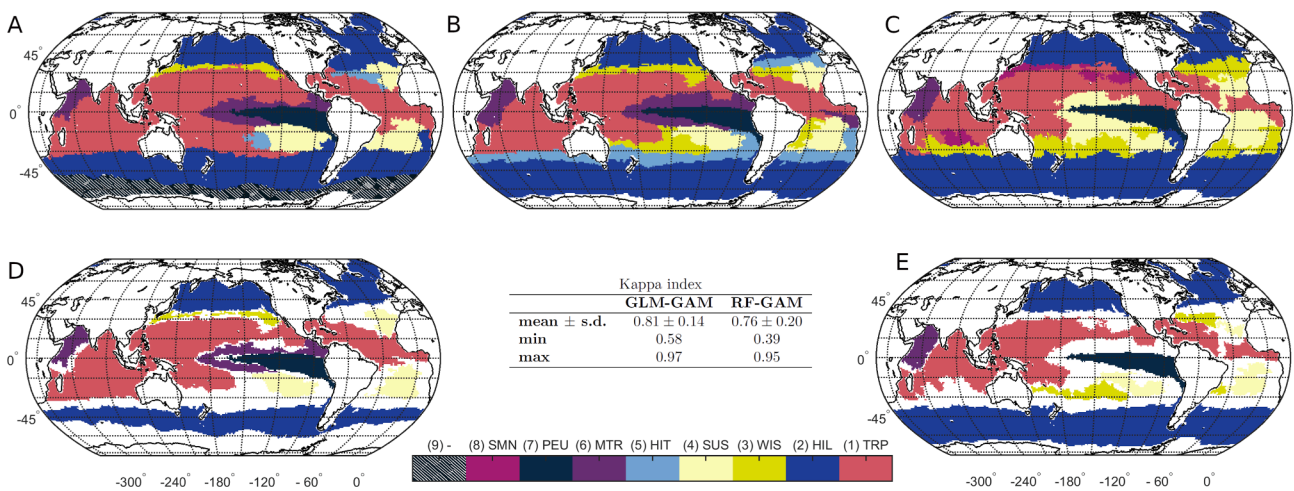 A
B
C
45°
0°
-45
D
E
45°
0°
-45°
45°
0°
-45°
Kappa index
GLM-GAM RF-GAM
mean ± s.d. 0.81 ± 0.14 0.76 ± 0.20
min 0.58 0.39
max 0.97 0.95
(9) - (8) SMN (7) PEU (6) MTR (5) HIT (4) SUS (3) WIS (2) HIL (1) TRP
-300° -240° -180° -120° - 60° 0°
-300° -240° -180° -120° -60° 0°